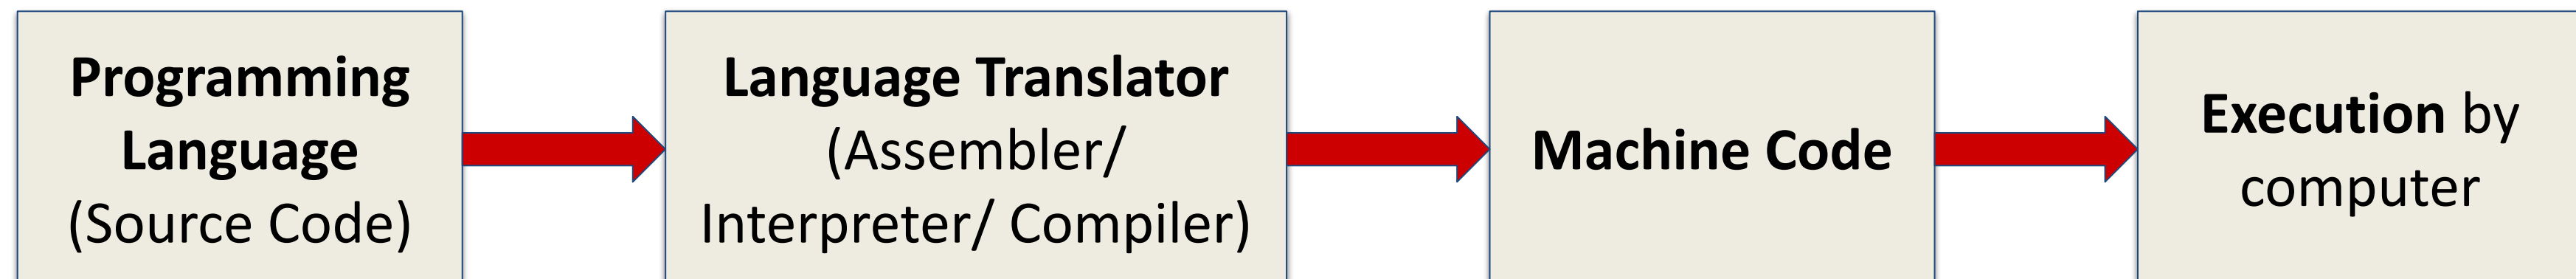 Programming
Language
(Source Code)
Language Translator
(Assembler/
Interpreter/ Compiler)
Machine Code
Execution by
computer